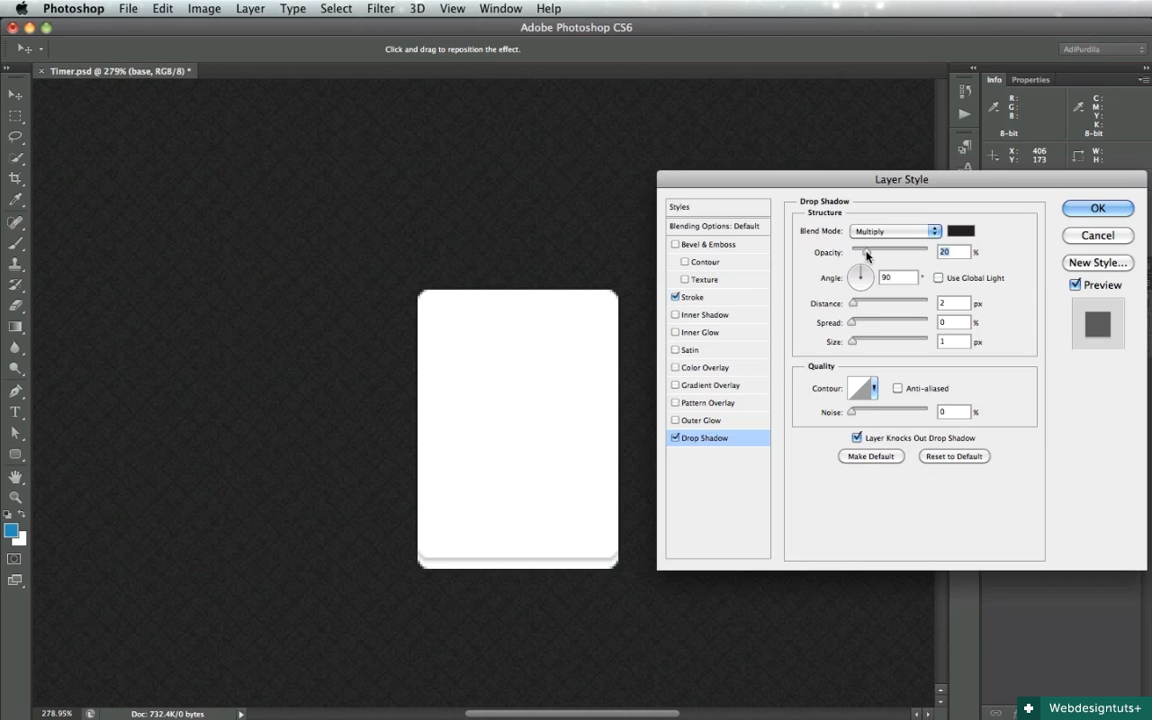 Photoshop File Edit Image Layer Type Select Filter 3D View Window Help
Adobe Photoshop CS6
Click and drag to reposition the effect.
AdiPurdila
Timer.psd @ 279% (base, RGB/8) *
Info Properties
R: C:
G: M:
B: Y:
K:
8-bit 8-bit
X: 406 W:
Y: 173 H:
Layer Style
Styles
Blending Options: Default
Bevel & Emboss
Contour
Texture
Stroke
Inner Shadow
Inner Glow
Satin
Color Overlay
Gradient Overlay
Pattern Overlay
Outer Glow
Drop Shadow
Drop Shadow
Structure
Blend Mode: Multiply
Opacity: 20 %
Angle: 90 ° Use Global Light
Distance: 2 px
Spread: 0 %
Size: 1 px
Quality
Contour: Anti-aliased
Noise: 0 %
Layer Knocks Out Drop Shadow
Make Default Reset to Default
OK
Cancel
New Style...
Preview
278.95% Doc: 732.4K/0 bytes
Webdesigntuts+